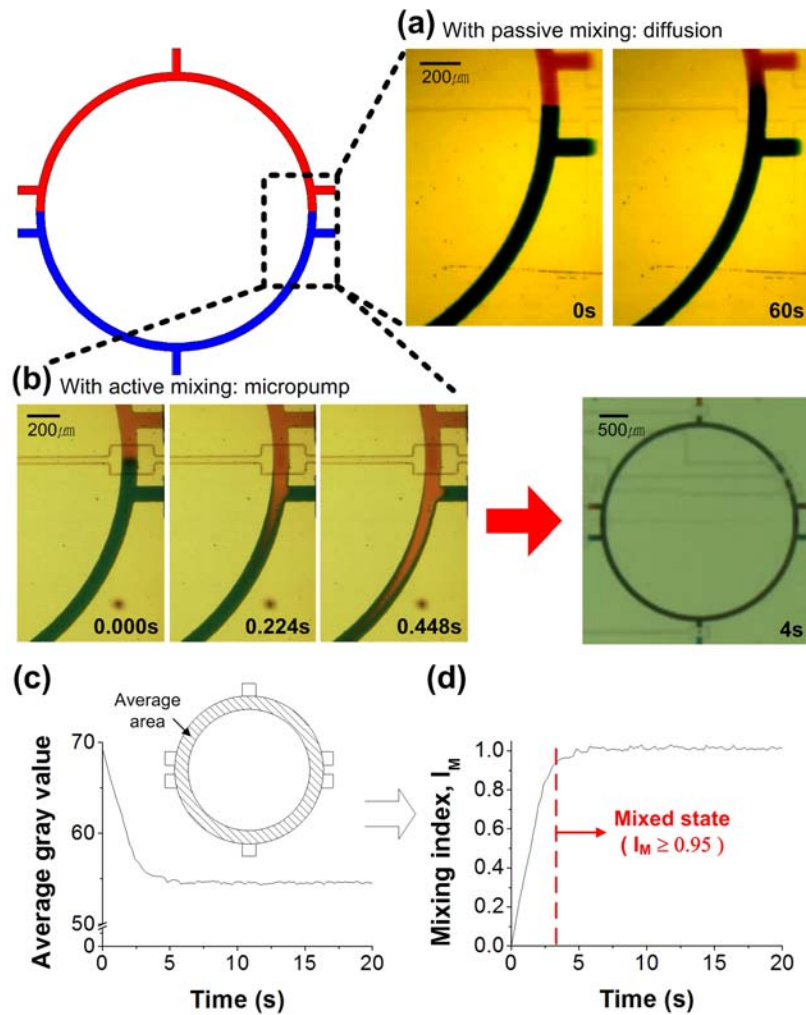 (a) With passive mixing: diffusion
200㎛
0s
60s
(b) With active mixing: micropump
200㎛
0.000s
0.224s
0.448s
500㎛
4s
(c)
Average
area
Average gray value
70
60
50
0
0
5
10
15
20
Time (s)
(d)
Mixing index, I_M
1.0
0.8
0.6
0.4
0.2
0.0
Mixed state
( I_M ≥ 0.95 )
0
5
10
15
20
Time (s)